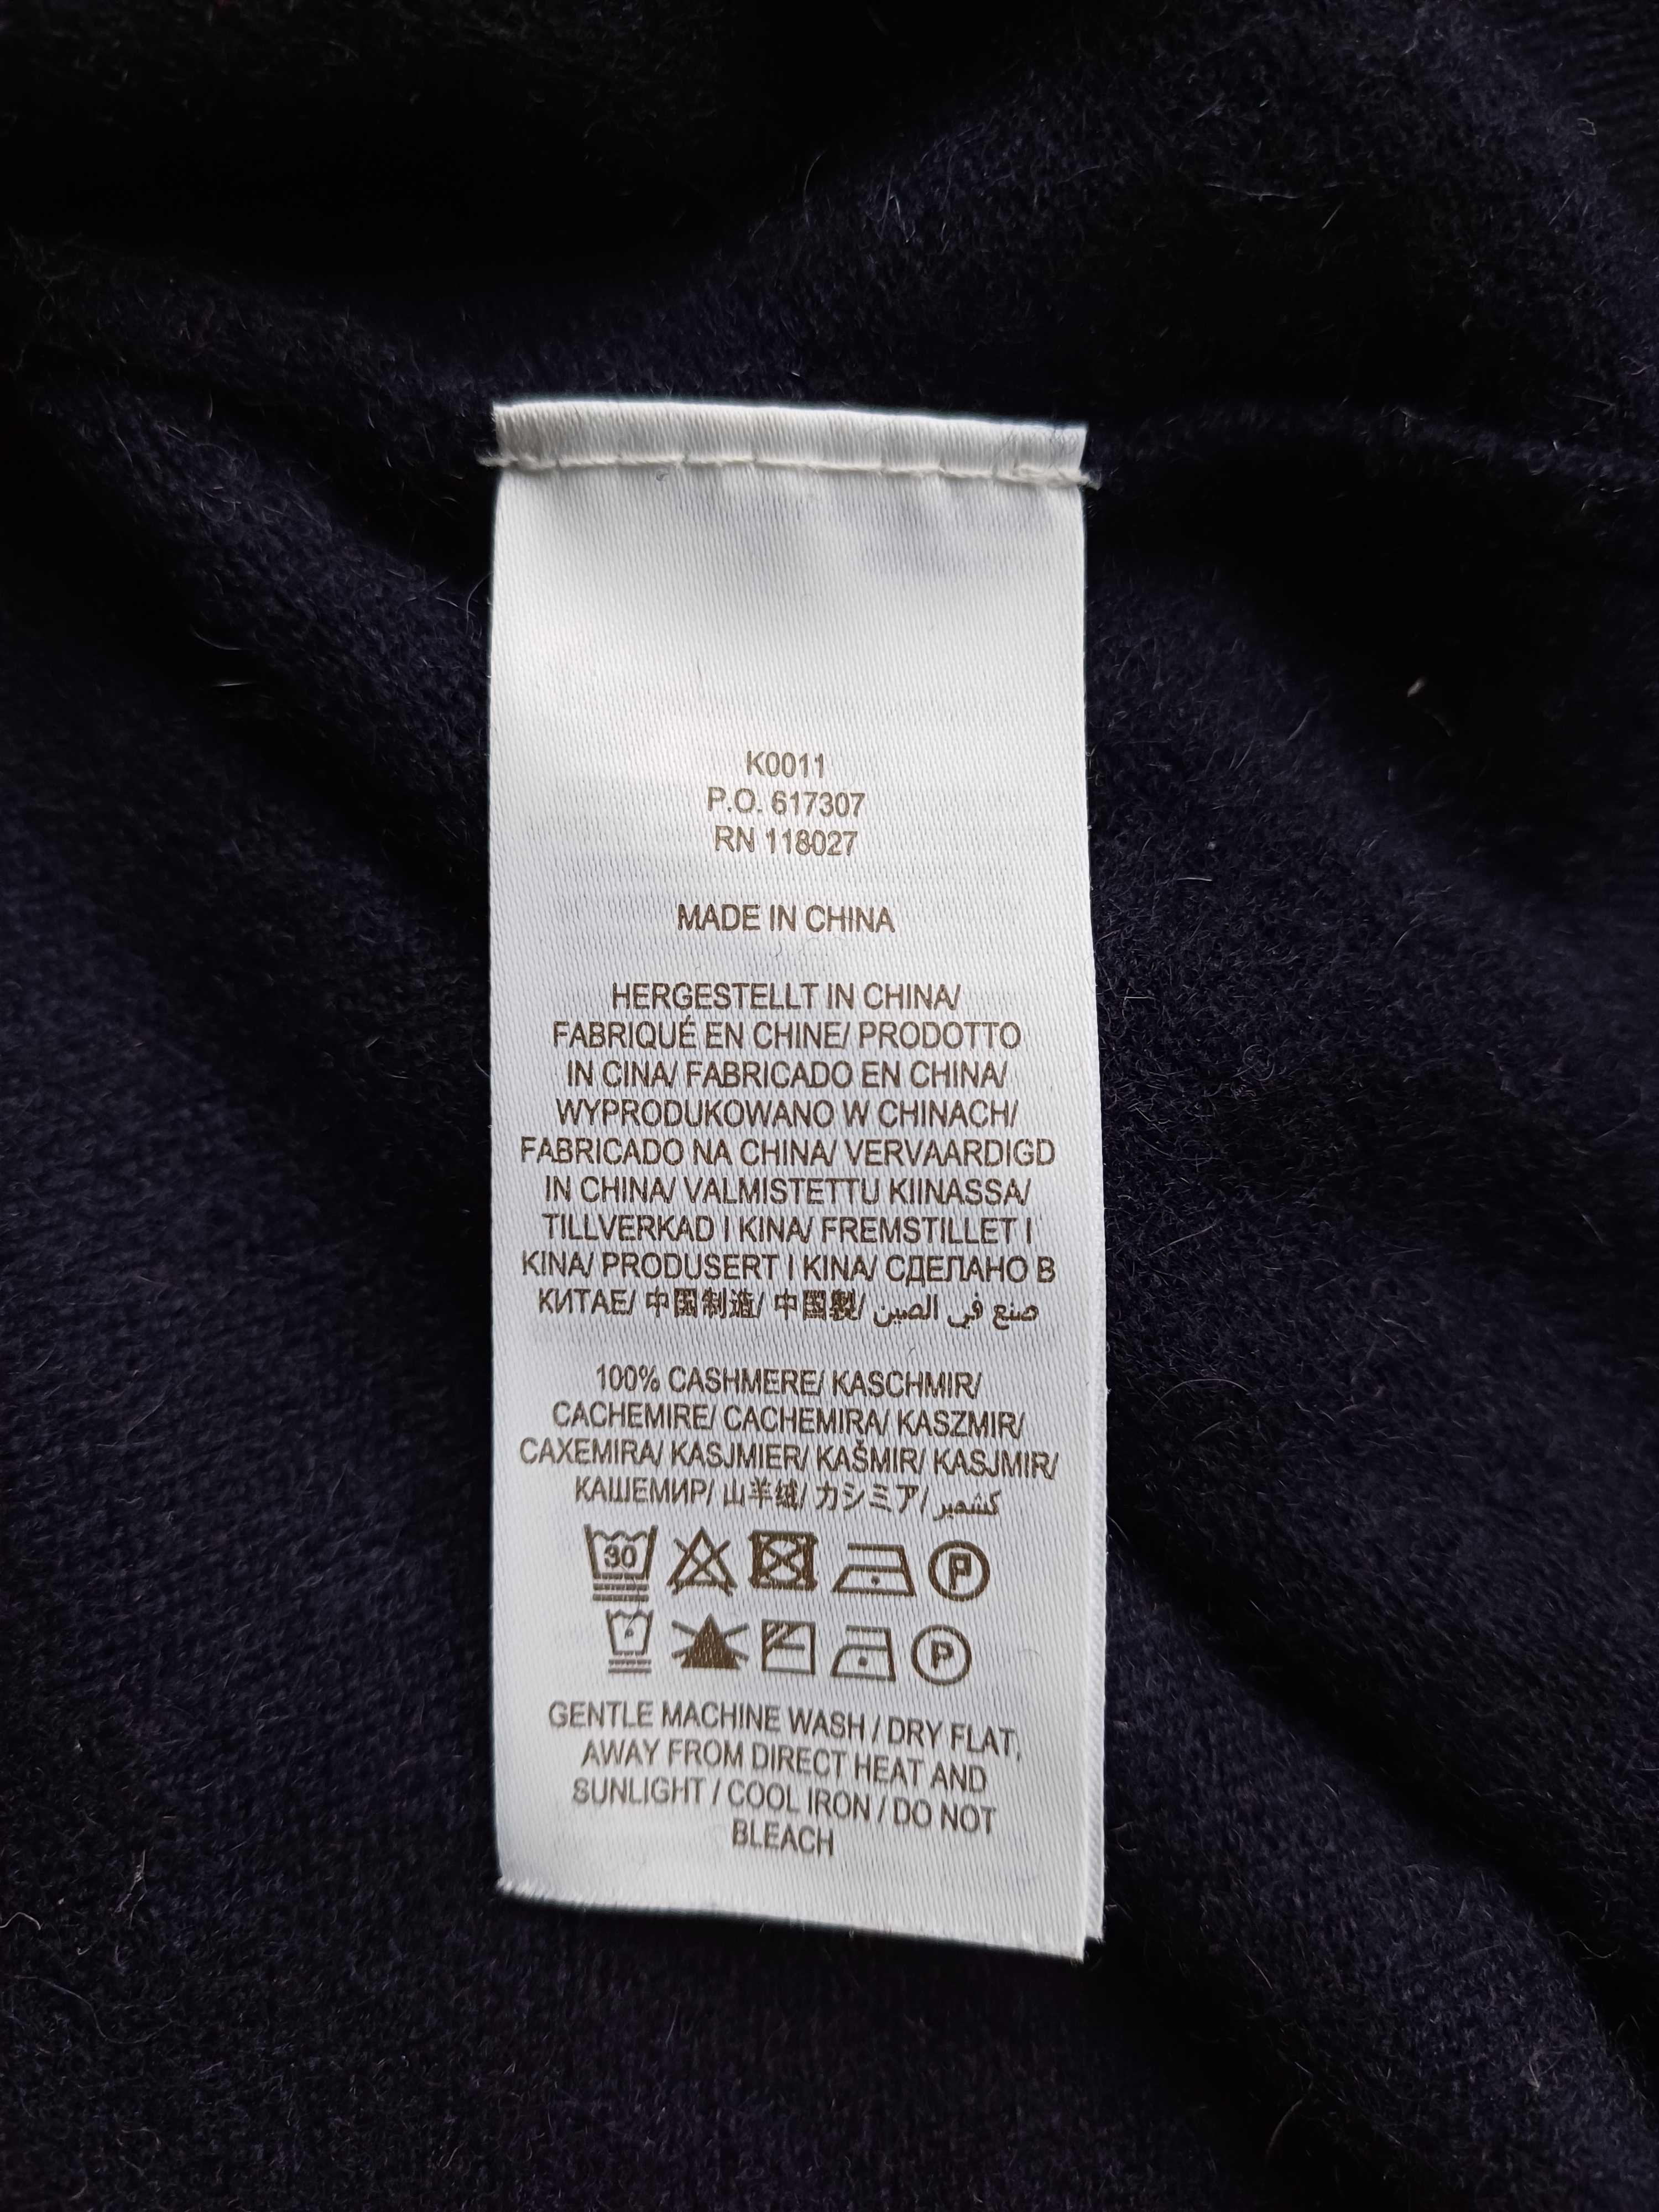 K0011
P.O. 617307
RN 118027
MADE IN CHINA
HERGESTELLT IN CHINA/
FABRIQUÉ EN CHINE/ PRODOTTO
IN CINA/ FABRICADO EN CHINA/
WYPRODUKOWANO W CHINACH/
FABRICADO NA CHINA/ VERVAARDIGD
IN CHINA/ VALMISTETTU KIINASSA/
TILLVERKAD I KINA/ FREMSTILLET I
KINA/ PRODUSERT I KINA/ СДЕЛАНО В
КИТАЕ/ 中国制造/ 中国製/ صنع في الصين
100% CASHMERE/ KASCHMIR/
CACHEMIRE/ CACHEMIRA/ KASZMIR/
CAXEMIRA/ KASJMIER/ KAŠMIR/ KASJMIR/
КАШЕМИР/ 山羊绒/ カシミア/ كشمير
30 P
P
GENTLE MACHINE WASH / DRY FLAT,
AWAY FROM DIRECT HEAT AND
SUNLIGHT / COOL IRON / DO NOT
BLEACH